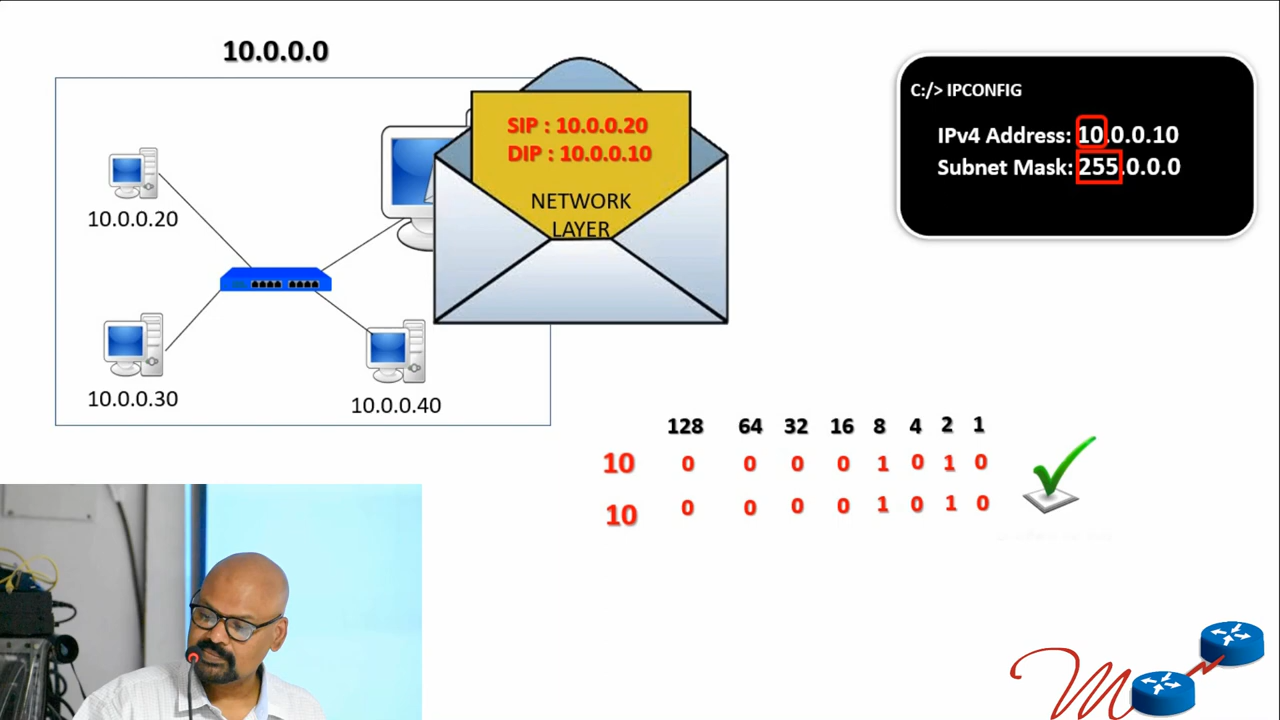 10.0.0.0
SIP : 10.0.0.20
DIP : 10.0.0.10
NETWORK
LAYER
C:/> IPCONFIG
IPv4 Address: 10.0.0.10
Subnet Mask: 255.0.0.0
10.0.0.20
10.0.0.30
10.0.0.40
128 64 32 16 8 4 2 1
10 0 0 0 0 1 0 1 0
10 0 0 0 0 1 0 1 0
M